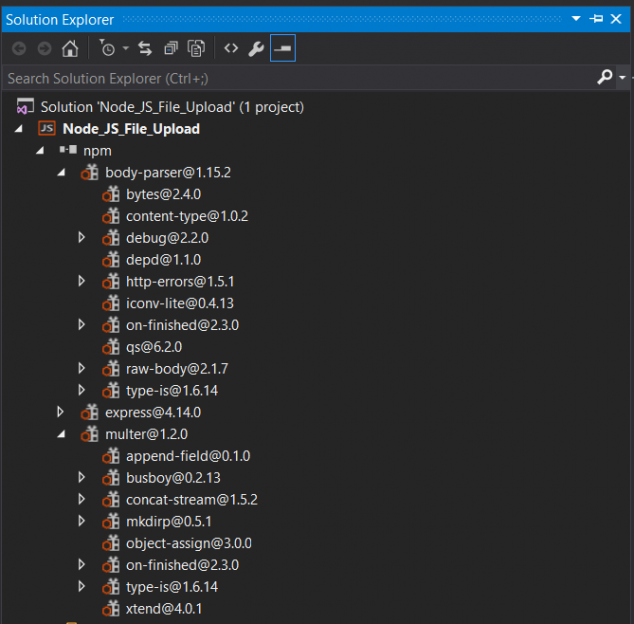 Solution Explorer
Search Solution Explorer (Ctrl+;)
Solution 'Node_JS_File_Upload' (1 project)
JS Node_JS_File_Upload
npm
body-parser@1.15.2
bytes@2.4.0
content-type@1.0.2
debug@2.2.0
depd@1.1.0
http-errors@1.5.1
iconv-lite@0.4.13
on-finished@2.3.0
qs@6.2.0
raw-body@2.1.7
type-is@1.6.14
express@4.14.0
multer@1.2.0
append-field@0.1.0
busboy@0.2.13
concat-stream@1.5.2
mkdirp@0.5.1
object-assign@3.0.0
on-finished@2.3.0
type-is@1.6.14
xtend@4.0.1